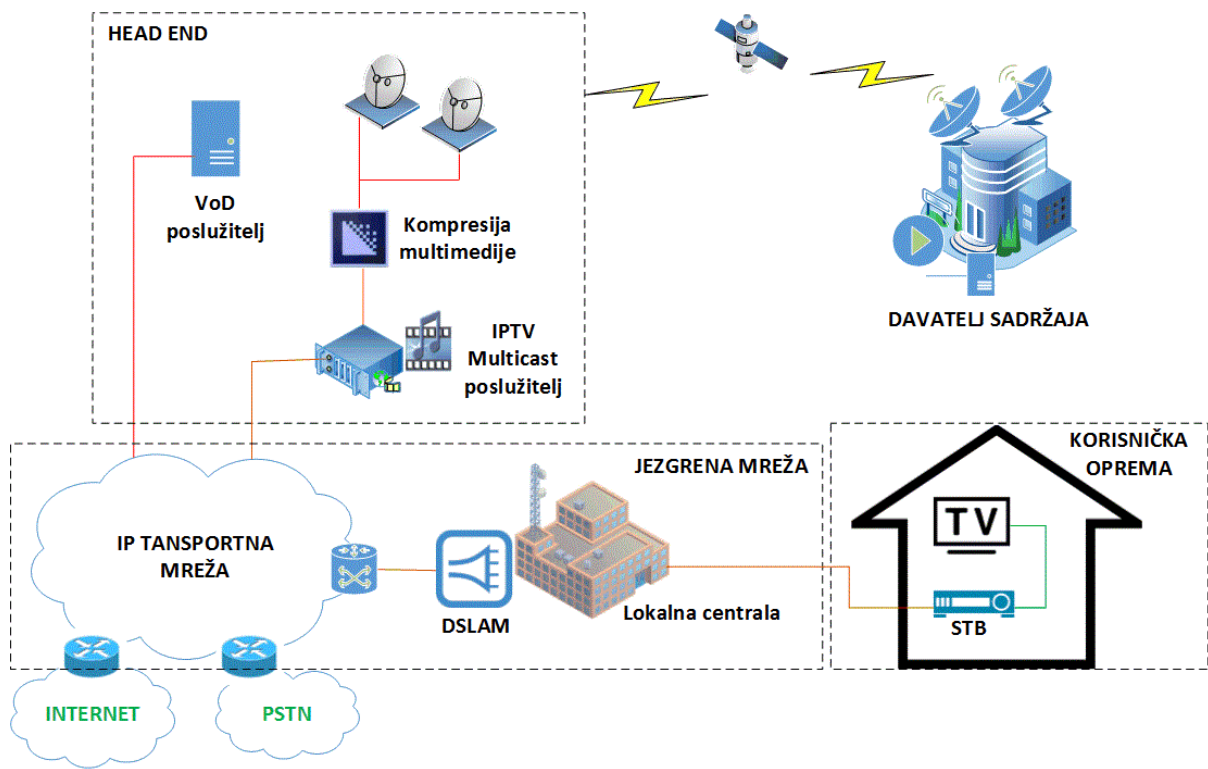 HEAD END
VoD
poslužitelj
Kompresija
multimedije
IPTV
Multicast
poslužitelj
DAVATELJ SADRŽAJA
JEZGRENA MREŽA
IP TANSPORTNA
MREŽA
DSLAM
Lokalna centrala
KORISNIČKA
OPREMA
TV
STB
INTERNET
PSTN